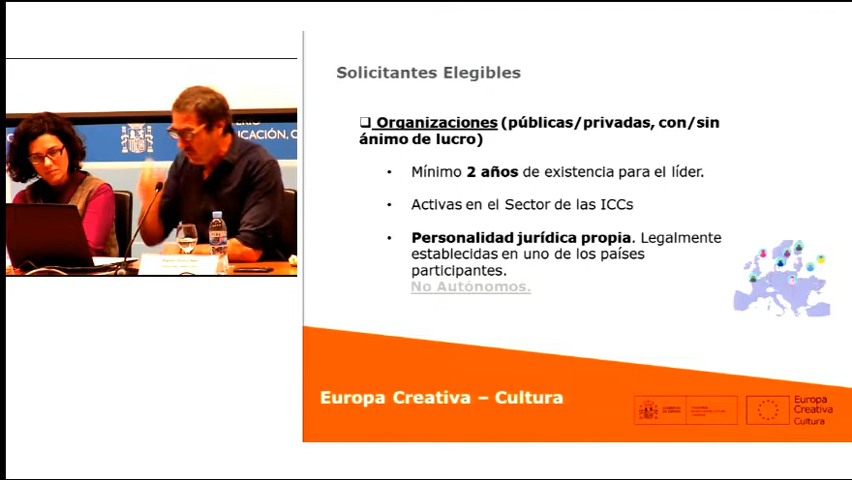 Solicitantes Elegibles
❑ Organizaciones (públicas/privadas, con/sin
ánimo de lucro)
• Mínimo 2 años de existencia para el líder.
• Activas en el Sector de las ICCs
• Personalidad jurídica propia. Legalmente
establecidas en uno de los países
participantes.
No Autónomos.
Europa Creativa – Cultura
Europa
Creativa
Cultura